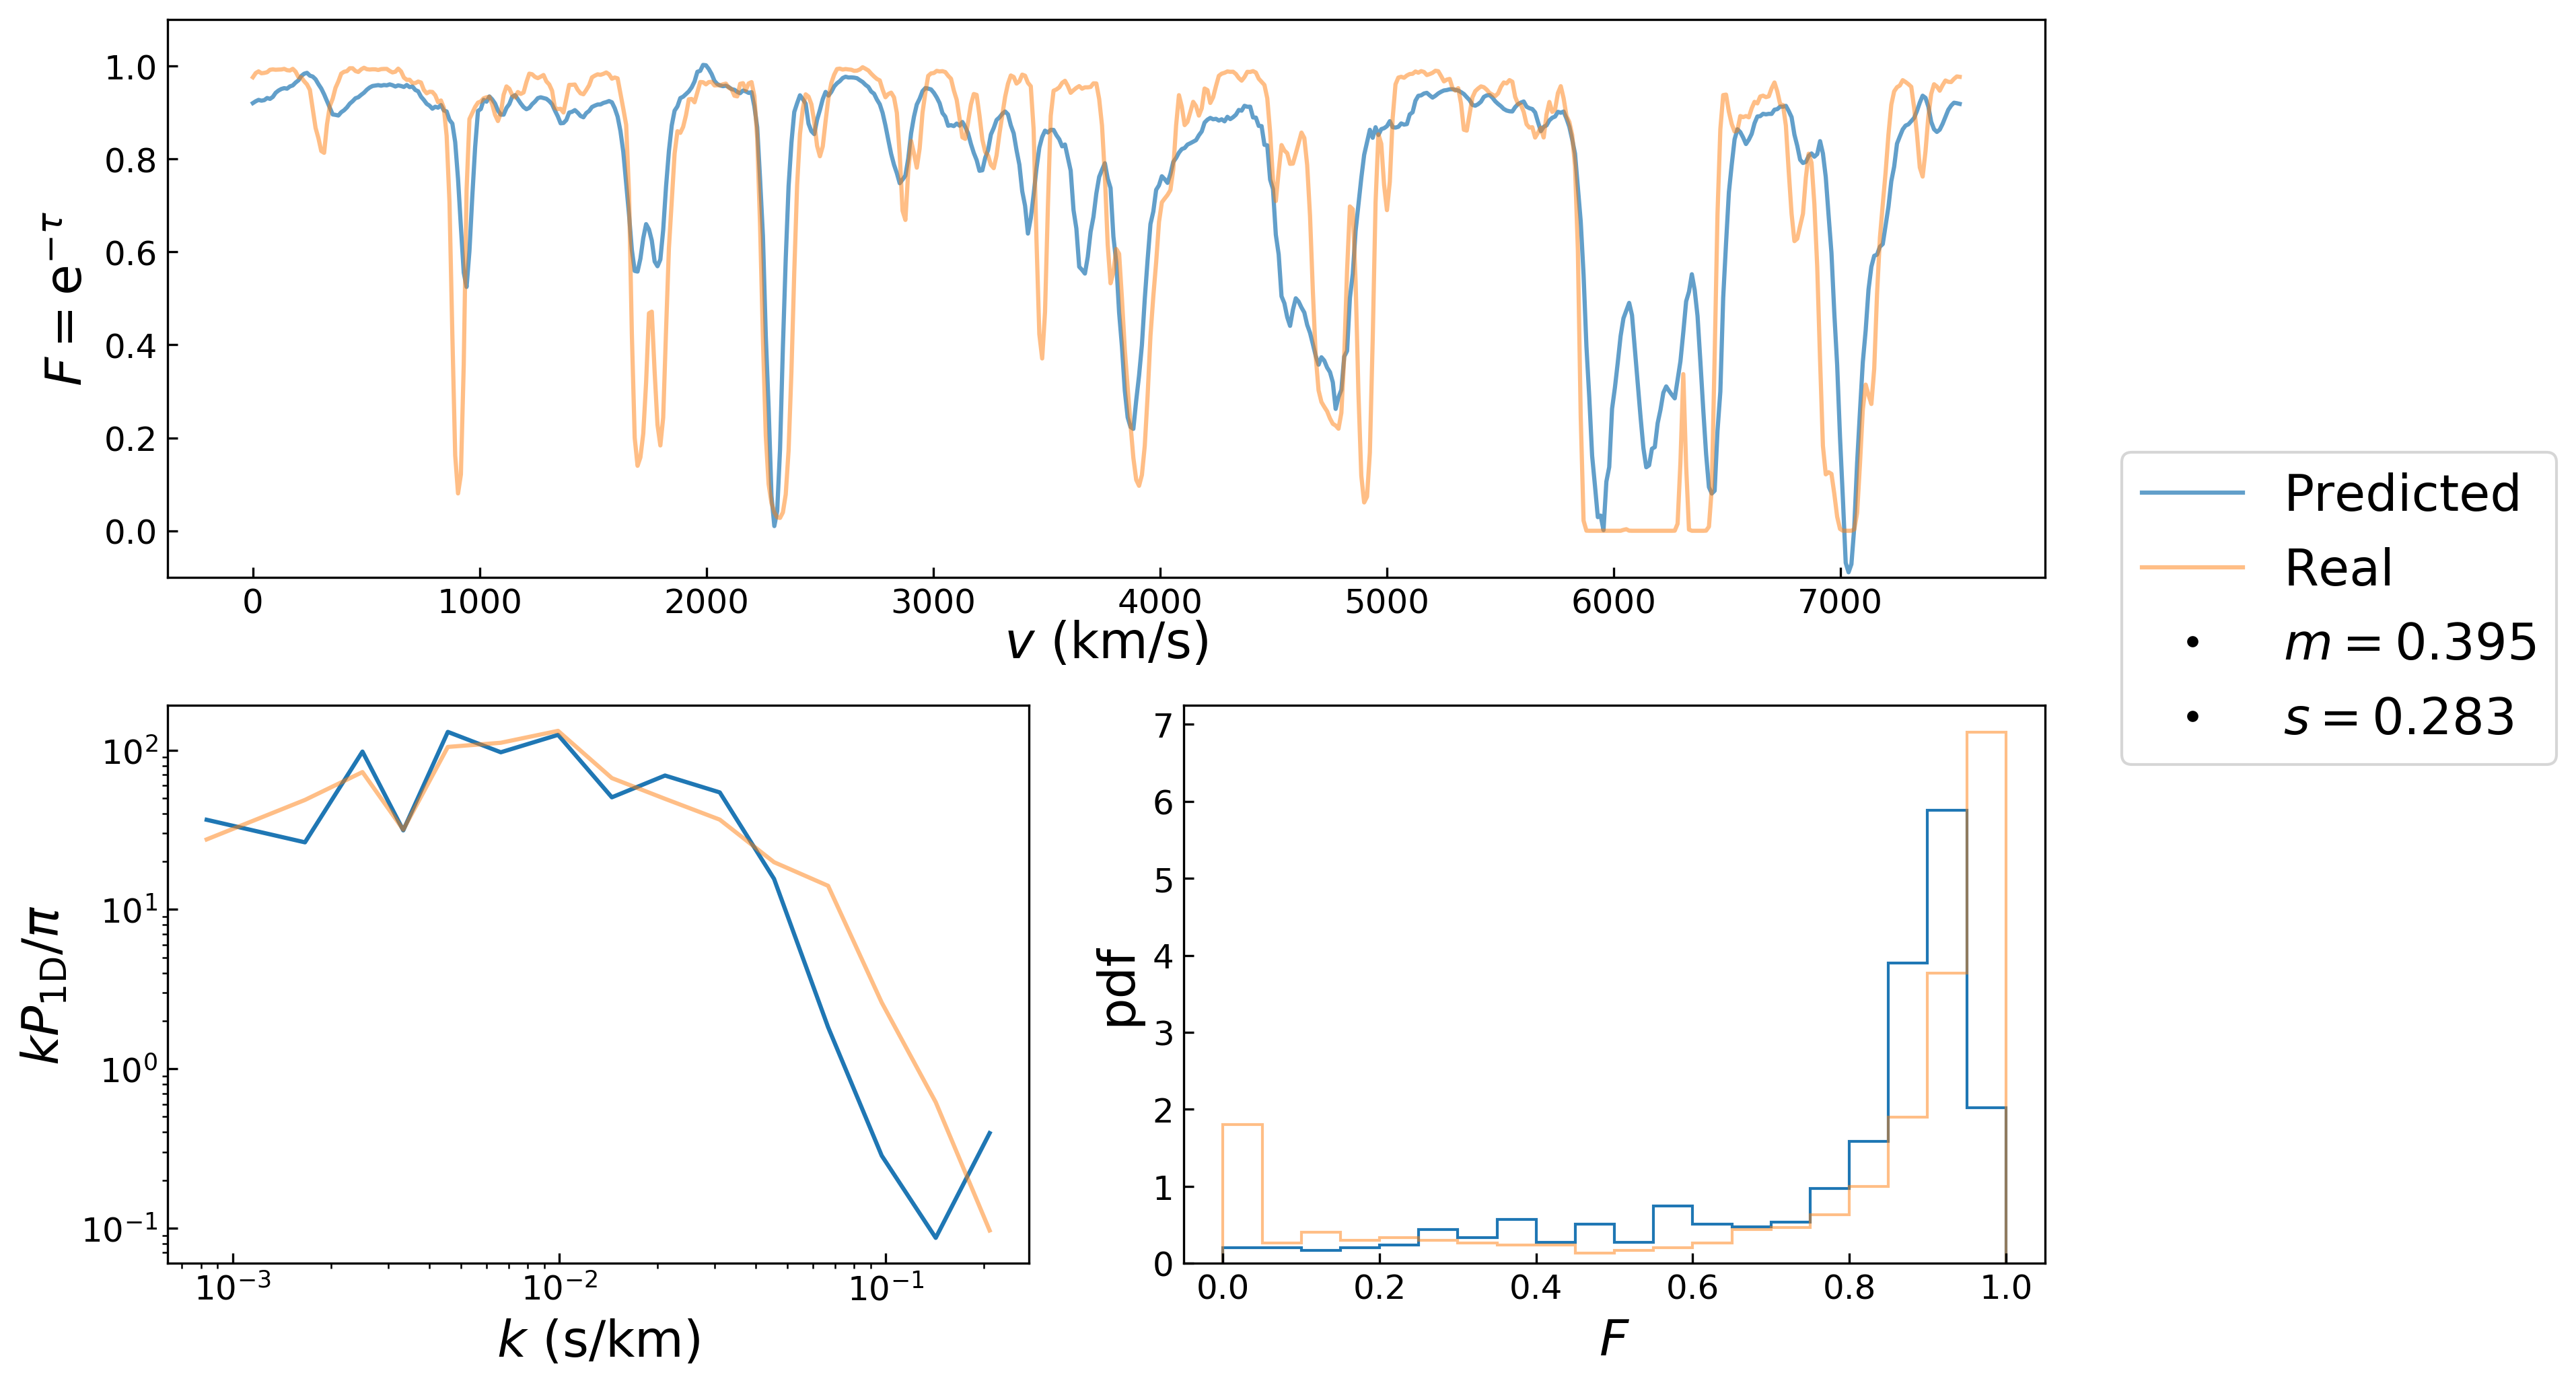 1.0
0.8
0.6
0.4
0.2
0.0
F = e^{-τ}
0 1000 2000 3000 4000 5000 6000 7000
v (km/s)
Predicted
Real
m = 0.395
s = 0.283
10^2
10^1
10^0
10^{-1}
kP_{1D}/π
10^{-3} 10^{-2} 10^{-1}
k (s/km)
7
6
5
4
3
2
1
0
pdf
0.0 0.2 0.4 0.6 0.8 1.0
F